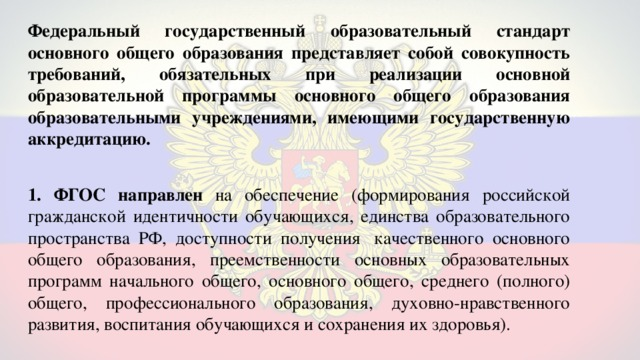 Федеральный государственный образовательный стандарт
основного общего образования представляет собой совокупность
требований, обязательных при реализации основной
образовательной программы основного общего образования
образовательными учреждениями, имеющими государственную
аккредитацию.
1. ФГОС направлен на обеспечение (формирования российской
гражданской идентичности обучающихся, единства образовательного
пространства РФ, доступности получения качественного основного
общего образования, преемственности основных образовательных
программ начального общего, основного общего, среднего (полного)
общего, профессионального образования, духовно-нравственного
развития, воспитания обучающихся и сохранения их здоровья).